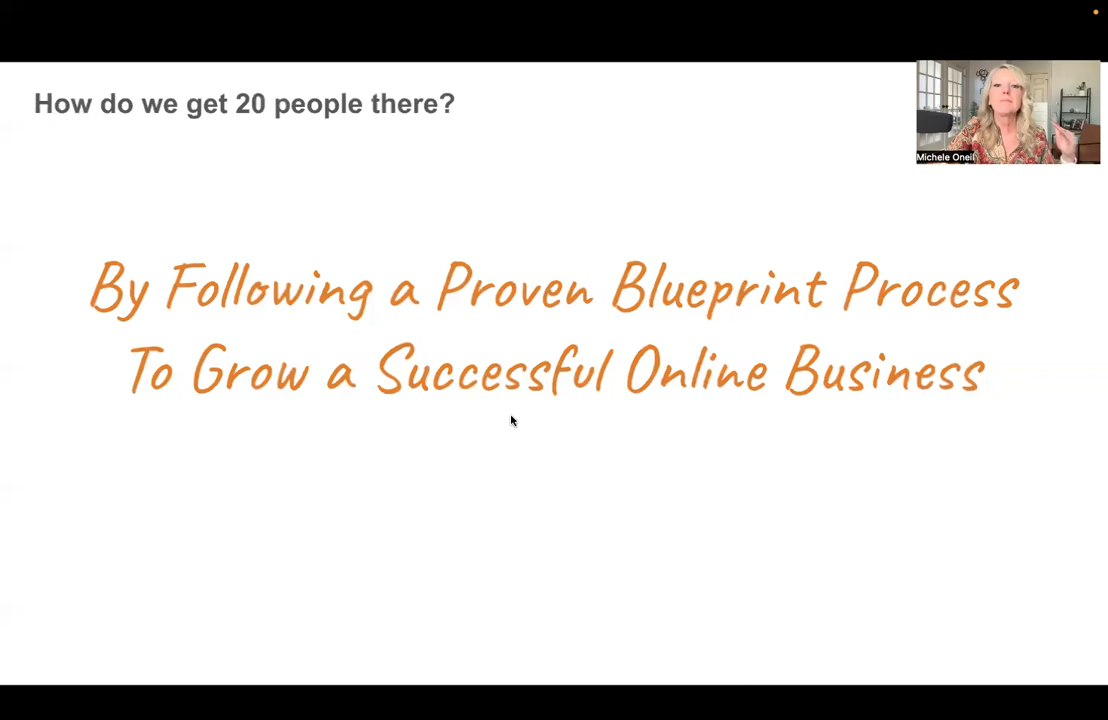 How do we get 20 people there?
Michele Oneil
By Following a Proven Blueprint Process
To Grow a Successful Online Business